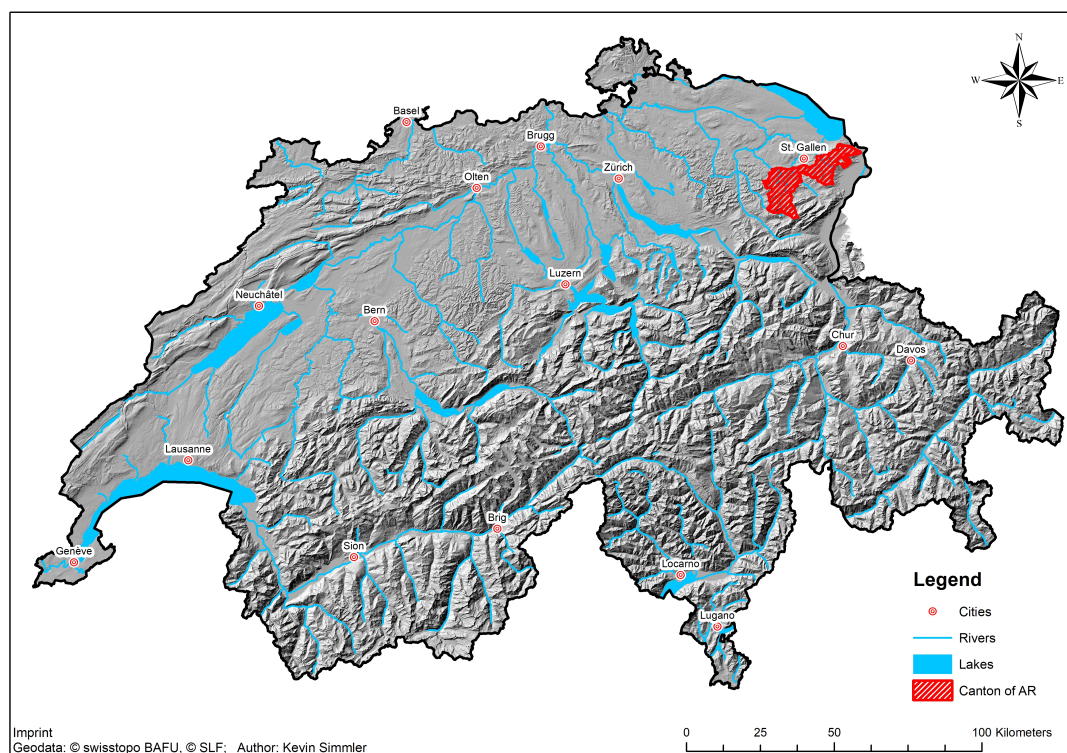 N
W E
S
Basel
Brugg
St. Gallen
Zürich
Olten
Luzern
Neuchâtel
Bern
Chur
Davos
Lausanne
Brig
Sion
Genève
Locarno
Lugano
Legend
Cities
Rivers
Lakes
Canton of AR
Imprint
Geodata: © swisstopo BAFU, © SLF; Author: Kevin Simmler
0 25 50 100 Kilometers